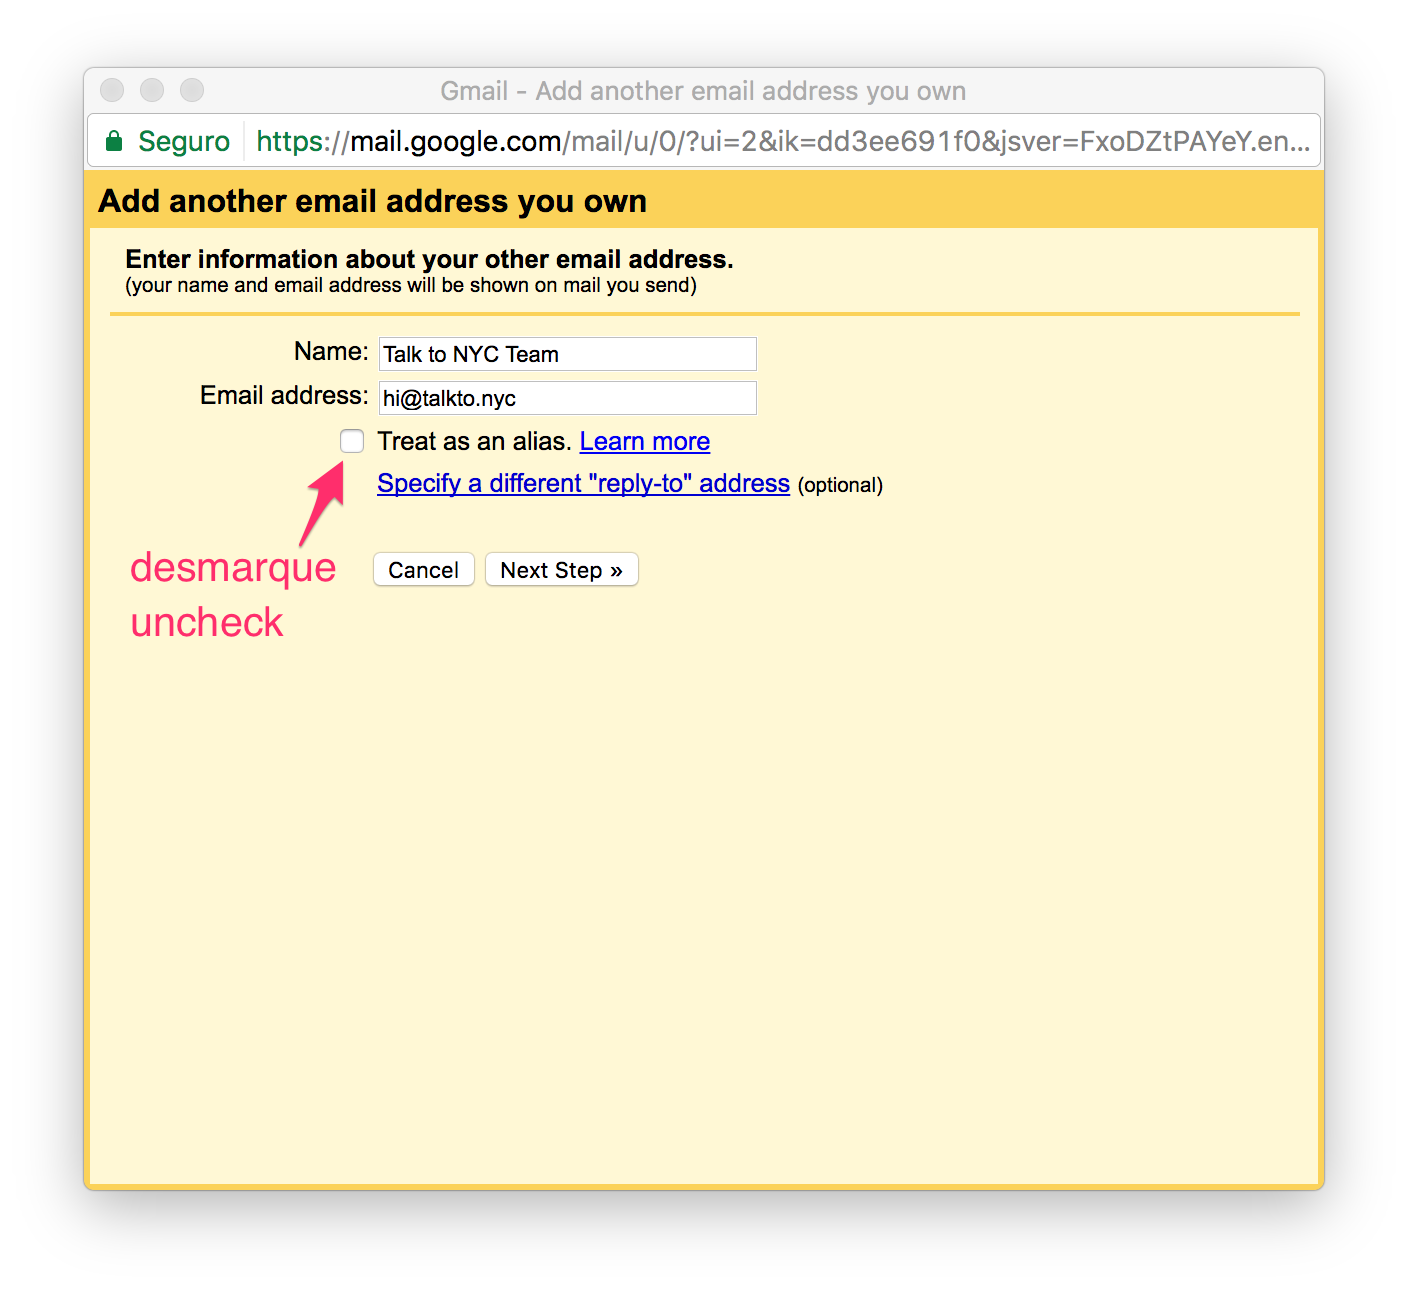 Gmail - Add another email address you own
Seguro https://mail.google.com/mail/u/0/?ui=2&ik=dd3ee691f0&jsver=FxoDZtPAYeY.en...
Add another email address you own
Enter information about your other email address.
(your name and email address will be shown on mail you send)
Name: Talk to NYC Team
Email address: hi@talkto.nyc
Treat as an alias. Learn more
Specify a different "reply-to" address (optional)
desmarque Cancel Next Step »
uncheck